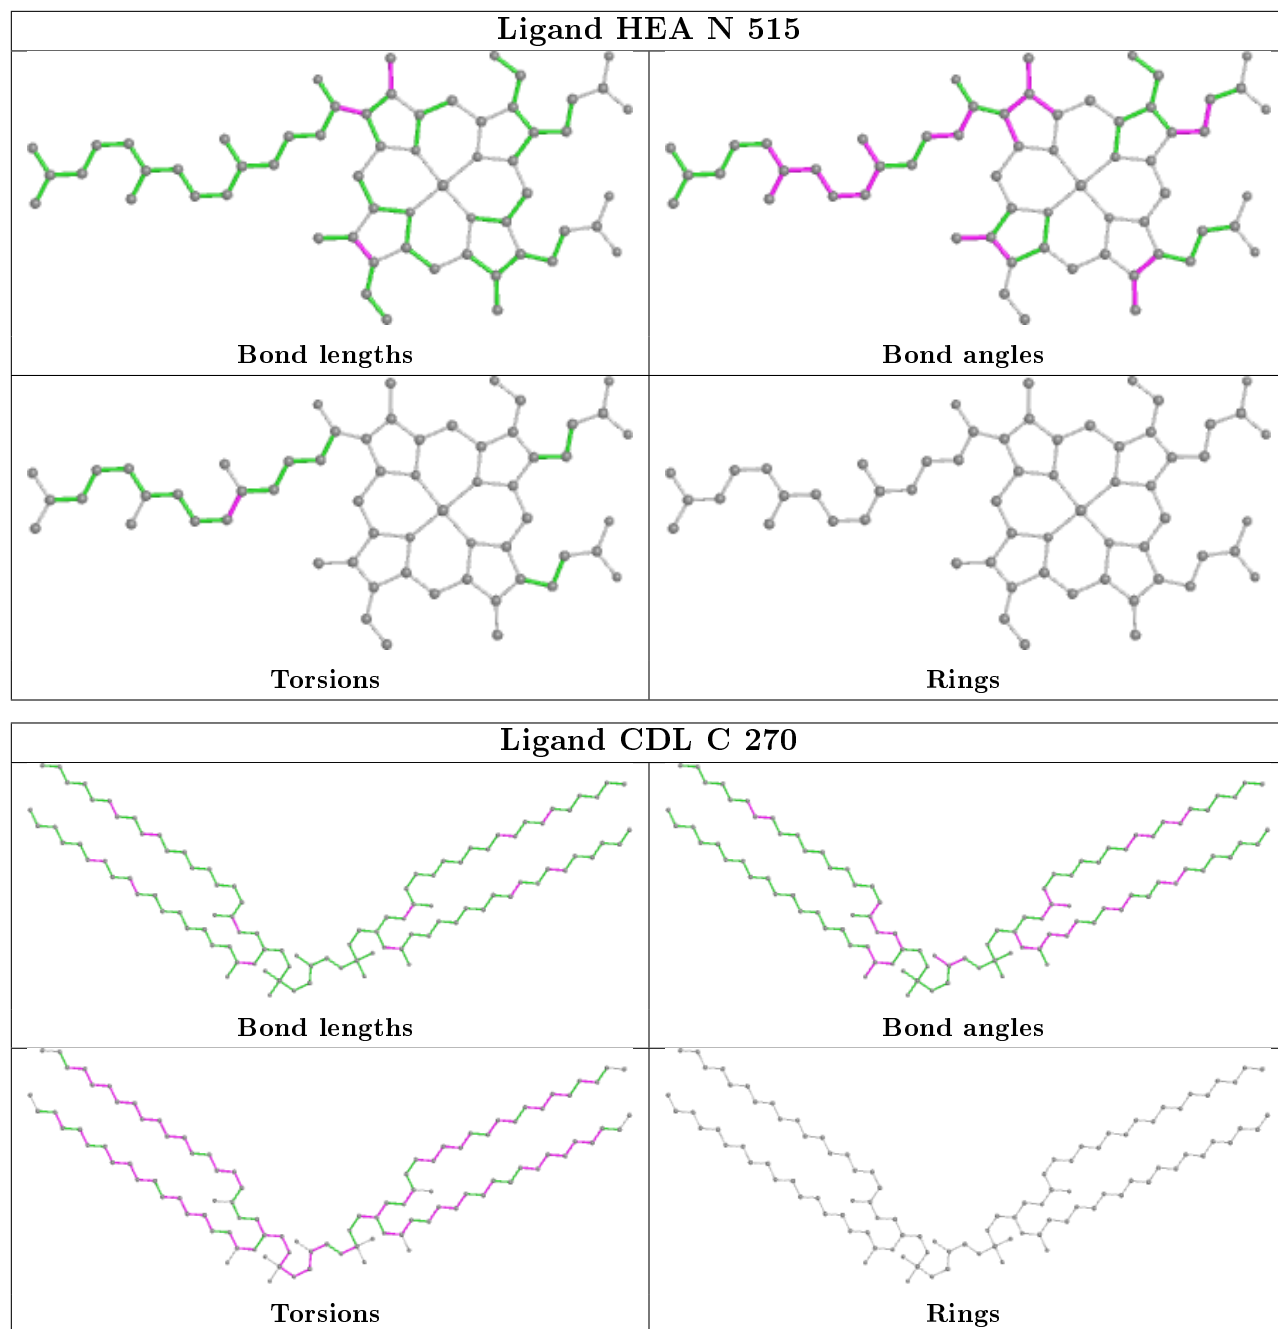 Ligand HEA N 515
Bond lengths
Bond angles
Torsions
Rings
Ligand CDL C 270
Bond lengths
Bond angles
Torsions
Rings